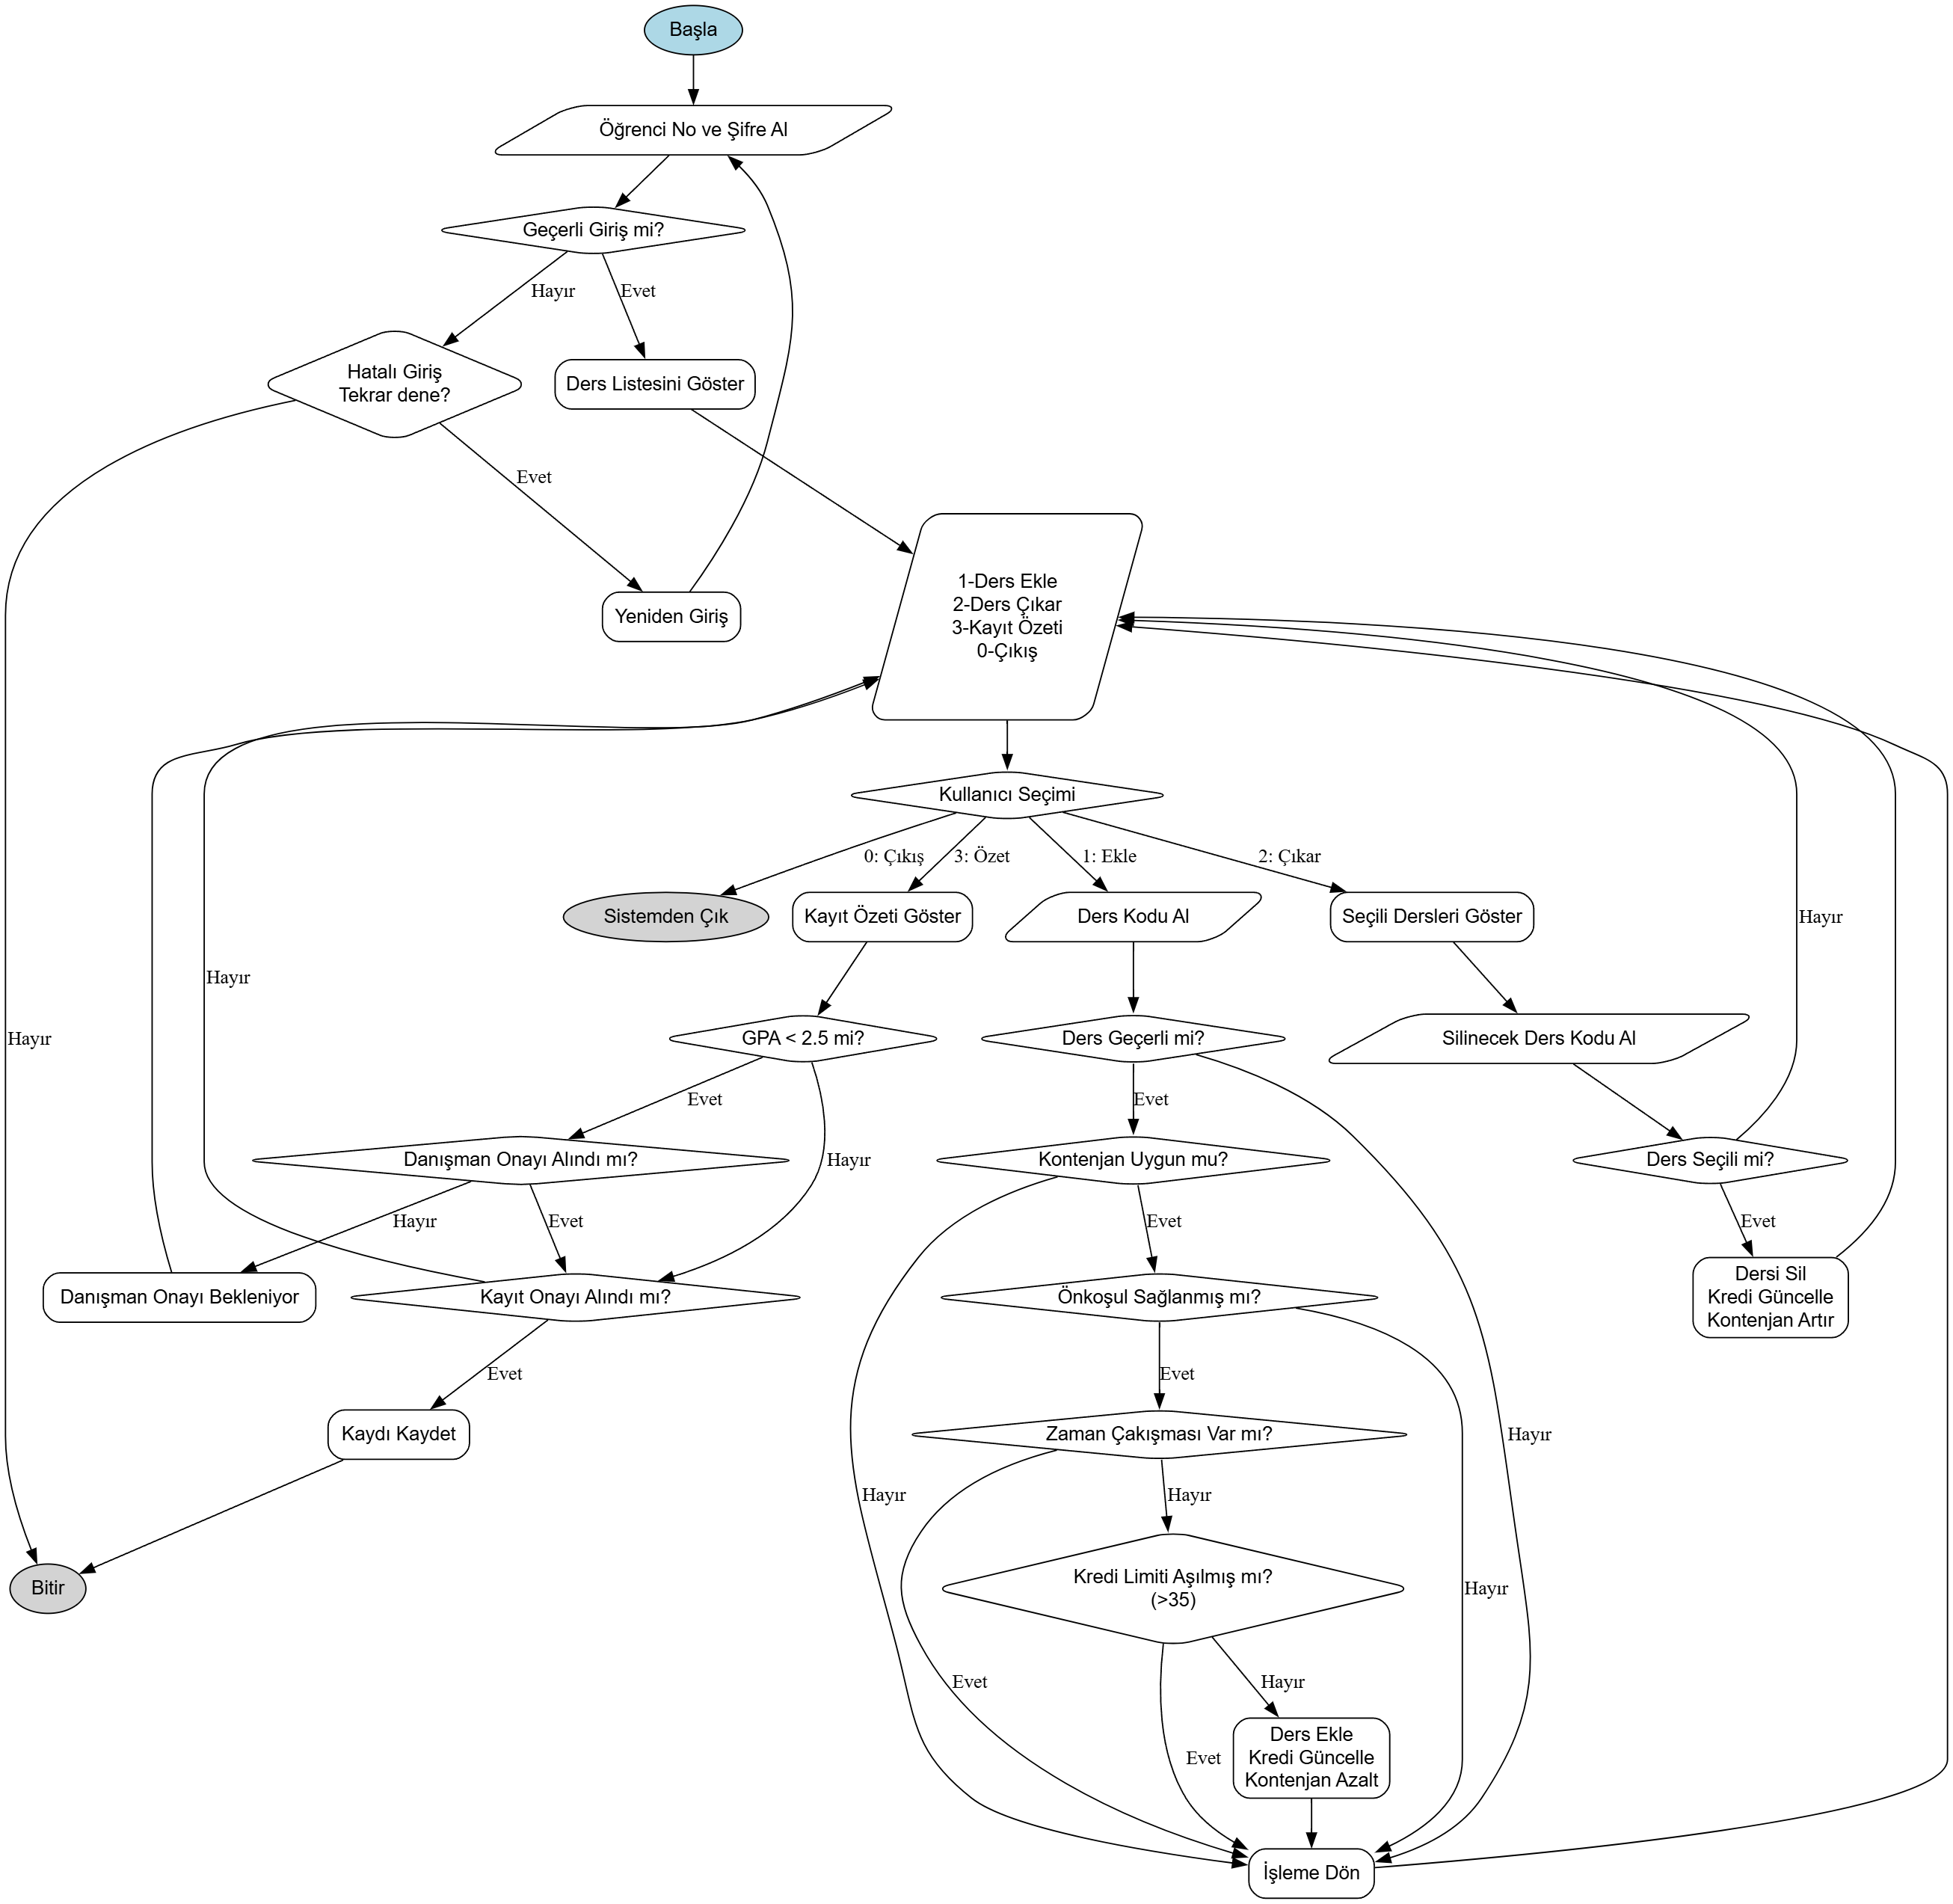 Başla
Öğrenci No ve Şifre Al
Geçerli Giriş mi?
Hayır
Evet
Hatalı Giriş
Tekrar dene?
Ders Listesini Göster
Evet
Yeniden Giriş
1-Ders Ekle
2-Ders Çıkar
3-Kayıt Özeti
0-Çıkış
Kullanıcı Seçimi
0: Çıkış
3: Özet
1: Ekle
2: Çıkar
Sistemden Çık
Kayıt Özeti Göster
Ders Kodu Al
Seçili Dersleri Göster
Hayır
Hayır
Hayır
GPA < 2.5 mi?
Ders Geçerli mi?
Silinecek Ders Kodu Al
Evet
Evet
Danışman Onayı Alındı mı?
Hayır
Kontenjan Uygun mu?
Ders Seçili mi?
Hayır
Evet
Evet
Evet
Danışman Onayı Bekleniyor
Kayıt Onayı Alındı mı?
Önkoşul Sağlanmış mı?
Dersi Sil
Kredi Güncelle
Kontenjan Artır
Evet
Evet
Kaydı Kaydet
Zaman Çakışması Var mı?
Hayır
Hayır
Hayır
Bitir
Kredi Limiti Aşılmış mı?
(>35)
Hayır
Evet
Hayır
Ders Ekle
Kredi Güncelle
Kontenjan Azalt
Evet
İşleme Dön